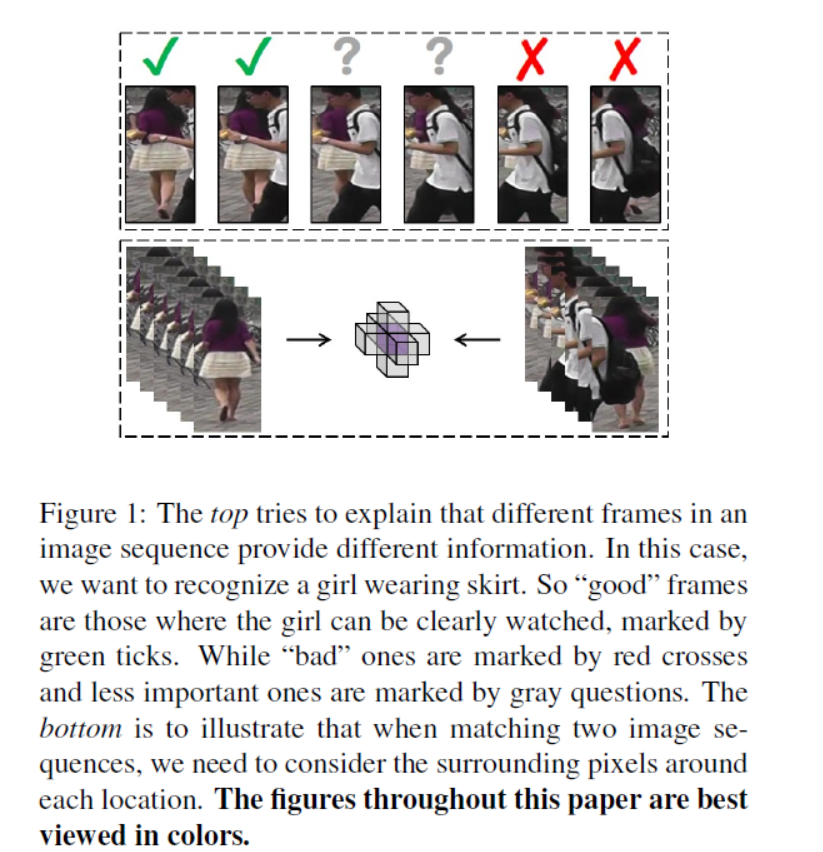 Figure 1: The top tries to explain that different frames in an
image sequence provide different information. In this case,
we want to recognize a girl wearing skirt. So “good” frames
are those where the girl can be clearly watched, marked by
green ticks. While “bad” ones are marked by red crosses
and less important ones are marked by gray questions. The
bottom is to illustrate that when matching two image se-
quences, we need to consider the surrounding pixels around
each location. The figures throughout this paper are best
viewed in colors.